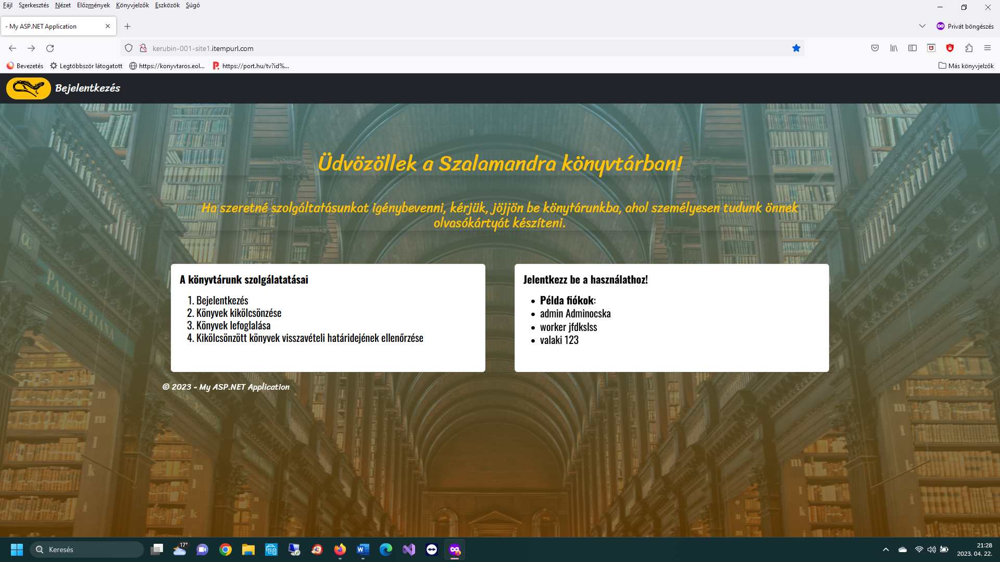 Fájl Szerkesztés Nézet Előzmények Könyvjelzők Eszközök Súgó
- My ASP.NET Application
Privát böngészés
kerubin-001-site1.itempurl.com
Bevezetés Legtöbbször látogatott https://konyvtaros.eol... https://port.hu/tv?id%... Más könyvjelzők
Bejelentkezés
Üdvözöllek a Szalamandra könyvtárban!
Ha szeretné szolgáltatásunkat igénybevenni, kérjük, jöjjön be könytárunkba, ahol személyesen tudunk önnek
olvasókártyát készíteni.
A könyvtárunk szolgálatatásai
1. Bejelentkezés
2. Könyvek kikölcsönzése
3. Könyvek lefoglalása
4. Kikölcsönzött könyvek visszavételi határidejének ellenőrzése
Jelentkezz be a használathoz!
Példa fiókok:
admin Adminocska
worker jfdkslss
valaki 123
© 2023 - My ASP.NET Application
PALLISERIANA
GG
m
l
k
i
m
l
k
i
Keresés
17°
21:28
2023. 04. 22.